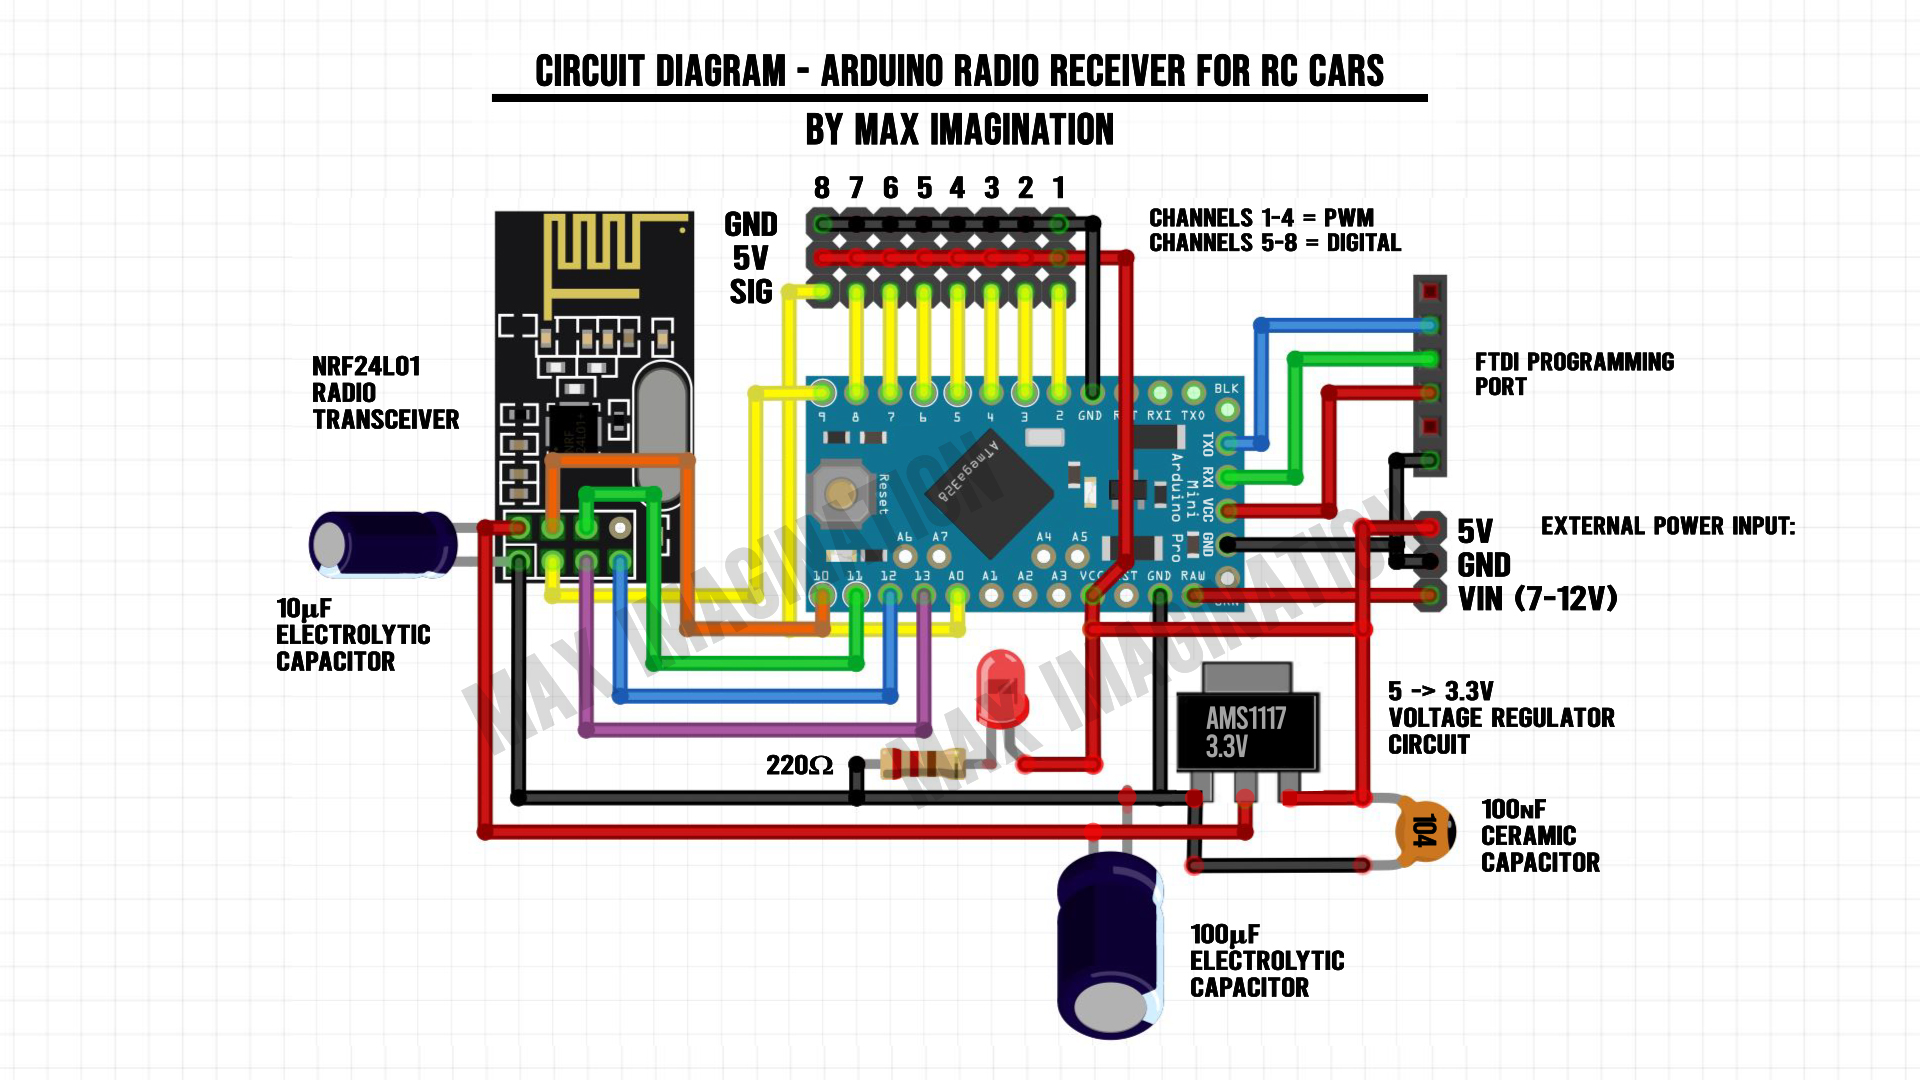 CIRCUIT DIAGRAM - ARDUINO RADIO RECEIVER FOR RC CARS
BY MAX IMAGINATION
8 7 6 5 4 3 2 1
GND
5V
SIG
CHANNELS 1-4 = PWM
CHANNELS 5-8 = DIGITAL
NRF24L01
RADIO
TRANSCEIVER
NRF
24L01+
FTDI PROGRAMMING
PORT
BLK
9 8 7 6 5 4 3 2 GND RXI TXO
TXO
RXI
VCC
GND
Reset
ATmega328
Arduino
Mini
Pro
A6 A7 A4 A5
10 11 12 13 A0 A1 A2 A3 VCC GND RAW
5V
GND
VIN (7-12V)
EXTERNAL POWER INPUT:
10µF
ELECTROLYTIC
CAPACITOR
220Ω
AMS1117
3.3V
5 -> 3.3V
VOLTAGE REGULATOR
CIRCUIT
104
100NF
CERAMIC
CAPACITOR
100µF
ELECTROLYTIC
CAPACITOR
MAX IMAGINATION
MAX IMAGINATION